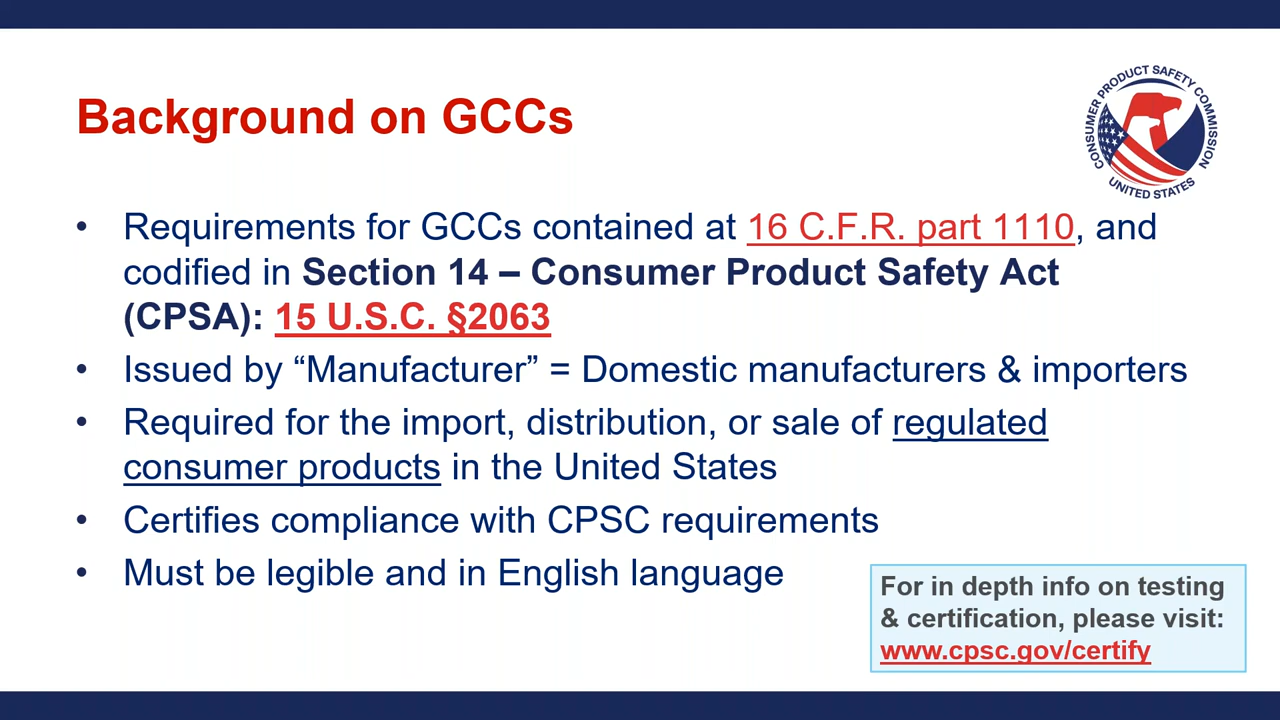 Background on GCCs
CONSUMER PRODUCT SAFETY COMMISSION
UNITED STATES
• Requirements for GCCs contained at 16 C.F.R. part 1110, and
codified in Section 14 – Consumer Product Safety Act
(CPSA): 15 U.S.C. §2063
• Issued by “Manufacturer” = Domestic manufacturers & importers
• Required for the import, distribution, or sale of regulated
consumer products in the United States
• Certifies compliance with CPSC requirements
• Must be legible and in English language
For in depth info on testing
& certification, please visit:
www.cpsc.gov/certify